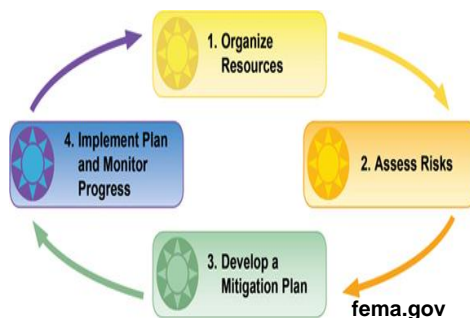 1. Organize
Resources
2. Assess Risks
3. Develop a
Mitigation Plan
4. Implement Plan
and Monitor
Progress
fema.gov